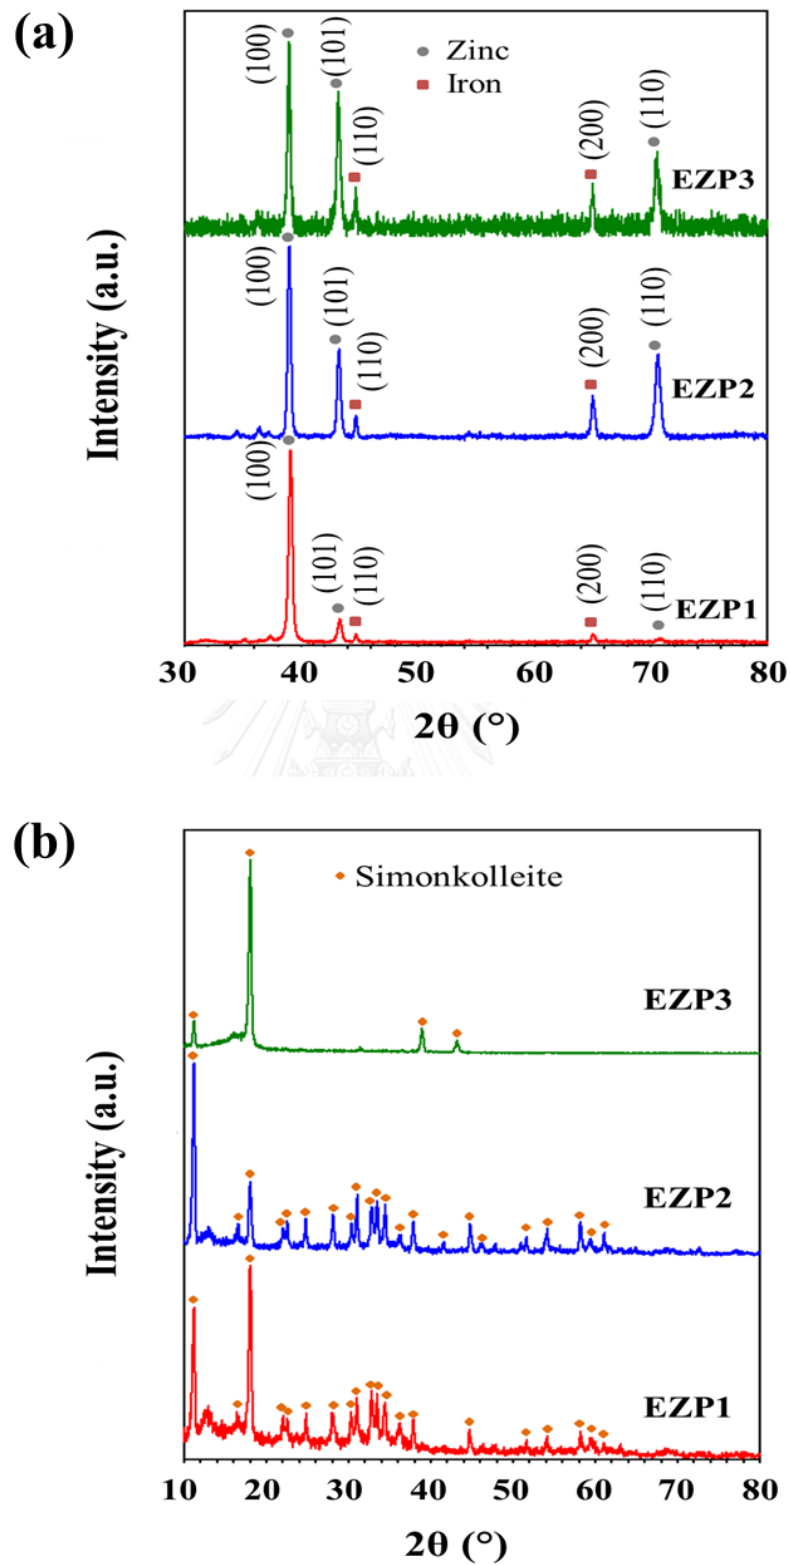 (a)
(100)
(101)
(110)
Zinc
Iron
(200)
(110)
EZP3
(100)
(101)
(110)
(200)
(110)
EZP2
(100)
(101)
(110)
(200)
(110)
EZP1
Intensity (a.u.)
30 40 50 60 70 80
2θ (°)
(b)
Simonkolleite
EZP3
EZP2
EZP1
Intensity (a.u.)
10 20 30 40 50 60 70 80
2θ (°)